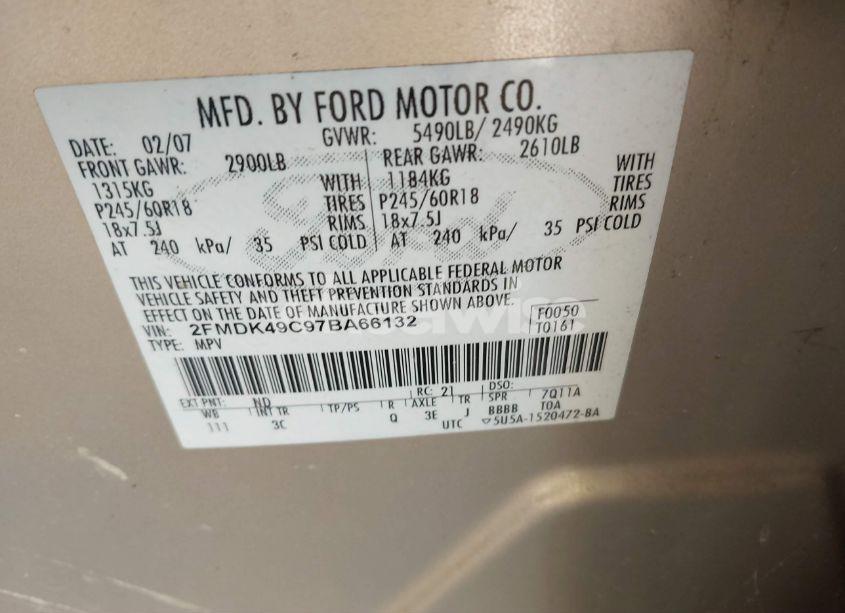 MFD. BY FORD MOTOR CO.
DATE: 02/07 GVWR: 5490LB/ 2490KG
FRONT GAWR: 2900LB REAR GAWR: 2610LB
1315KG WITH 1184KG WITH
P245/60R18 TIRES P245/60R18 TIRES
18x7.5J RIMS 18x7.5J RIMS
AT 240 kPa/ 35 PSI COLD AT 240 kPa/ 35 PSI COLD
THIS VEHICLE CONFORMS TO ALL APPLICABLE FEDERAL MOTOR
VEHICLE SAFETY AND THEFT PREVENTION STANDARDS IN
EFFECT ON THE DATE OF MANUFACTURE SHOWN ABOVE.
VIN: 2FMDK49C97BA66132 F0050
TYPE: MPV T0161
EXT PNT: ND RC: 21 DSO:
WB INT TR TP/PS R AXLE TR SPR 7Q11A
111 3C Q 3E J BBBB T0A
UTC ▽5U5A-1520472-BA
Ford